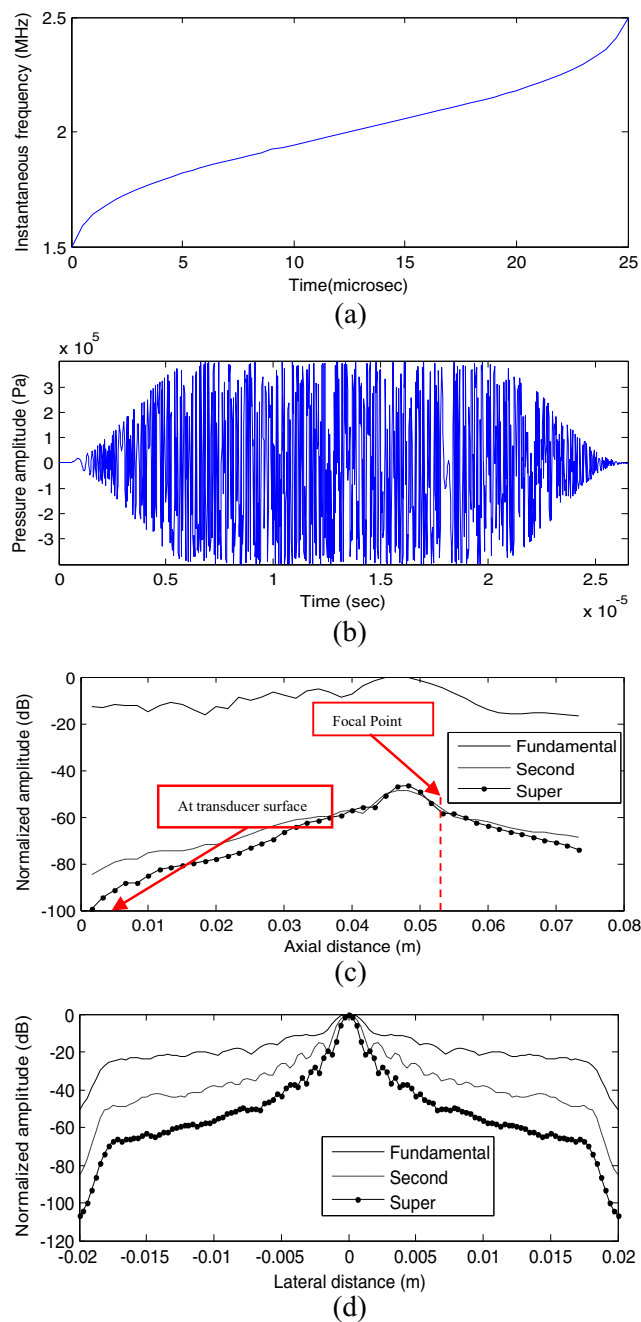 2.5
2
1.5
Instantaneous frequency (MHz)
0 5 10 15 20 25
Time(microsec)
(a)
x 10^5
3
2
1
0
-1
-2
-3
Pressure amplitude (Pa)
0 0.5 1 1.5 2 2.5
x 10^-5
Time (sec)
(b)
0
-20
-40
-60
-80
-100
Normalized amplitude (dB)
Focal Point
Fundamental
Second
Super
At transducer surface
0 0.01 0.02 0.03 0.04 0.05 0.06 0.07 0.08
Axial distance (m)
(c)
0
-20
-40
-60
-80
-100
-120
Normalized amplitude (dB)
Fundamental
Second
Super
-0.02 -0.015 -0.01 -0.005 0 0.005 0.01 0.015 0.02
Lateral distance (m)
(d)